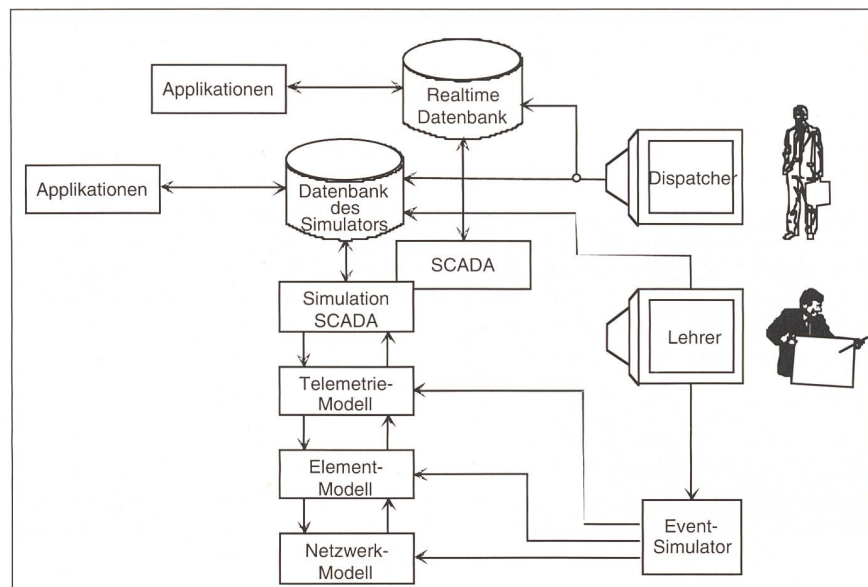 Applikationen
Realtime
Datenbank
Applikationen
Datenbank
des
Simulators
Dispatcher
SCADA
Simulation
SCADA
Lehrer
Telemetrie-
Modell
Element-
Modell
Event-
Simulator
Netzwerk-
Modell